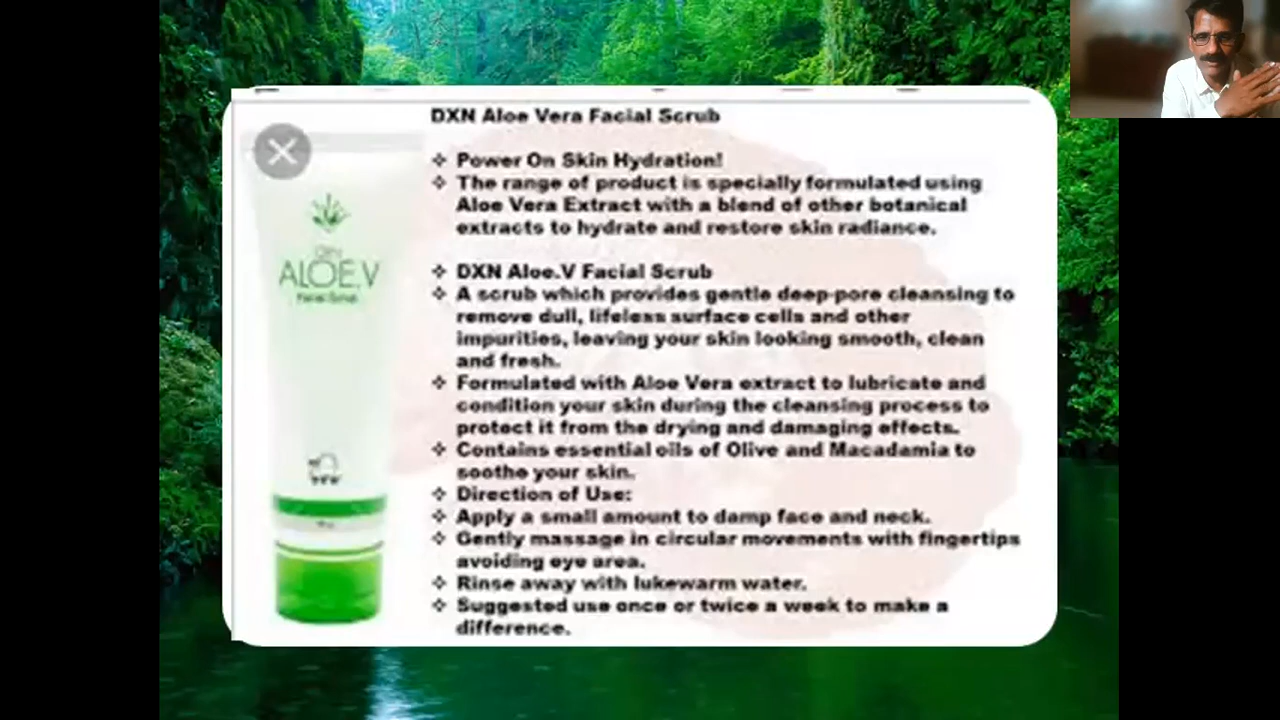 DXN Aloe Vera Facial Scrub
❖ Power On Skin Hydration!
❖ The range of product is specially formulated using
Aloe Vera Extract with a blend of other botanical
extracts to hydrate and restore skin radiance.
❖ DXN Aloe.V Facial Scrub
❖ A scrub which provides gentle deep-pore cleansing to
remove dull, lifeless surface cells and other
impurities, leaving your skin looking smooth, clean
and fresh.
❖ Formulated with Aloe Vera extract to lubricate and
condition your skin during the cleansing process to
protect it from the drying and damaging effects.
❖ Contains essential oils of Olive and Macadamia to
soothe your skin.
❖ Direction of Use:
❖ Apply a small amount to damp face and neck.
❖ Gently massage in circular movements with fingertips
avoiding eye area.
❖ Rinse away with lukewarm water.
❖ Suggested use once or twice a week to make a
difference.
DXN
ALOE.V
Facial Scrub